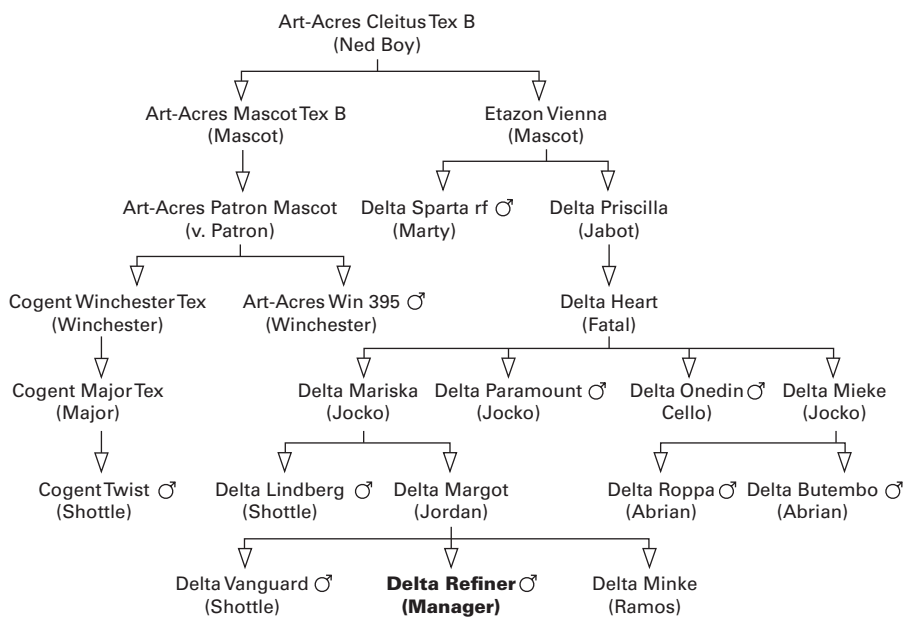 Art-Acres Cleitus Tex B
(Ned Boy)
Art-Acres Mascot Tex B
(Mascot)
Etazon Vienna
(Mascot)
Art-Acres Patron Mascot
(v. Patron)
Delta Sparta rf ♂
(Marty)
Delta Priscilla
(Jabot)
Cogent Winchester Tex
(Winchester)
Art-Acres Win 395 ♂
(Winchester)
Delta Heart
(Fatal)
Cogent Major Tex
(Major)
Delta Mariska
(Jocko)
Delta Paramount ♂
(Jocko)
Delta Onedin ♂
Cello)
Delta Mieke
(Jocko)
Cogent Twist ♂
(Shottle)
Delta Lindberg ♂
(Shottle)
Delta Margot
(Jordan)
Delta Roppa ♂
(Abrian)
Delta Butembo ♂
(Abrian)
Delta Vanguard ♂
(Shottle)
Delta Refiner ♂
(Manager)
Delta Minke
(Ramos)